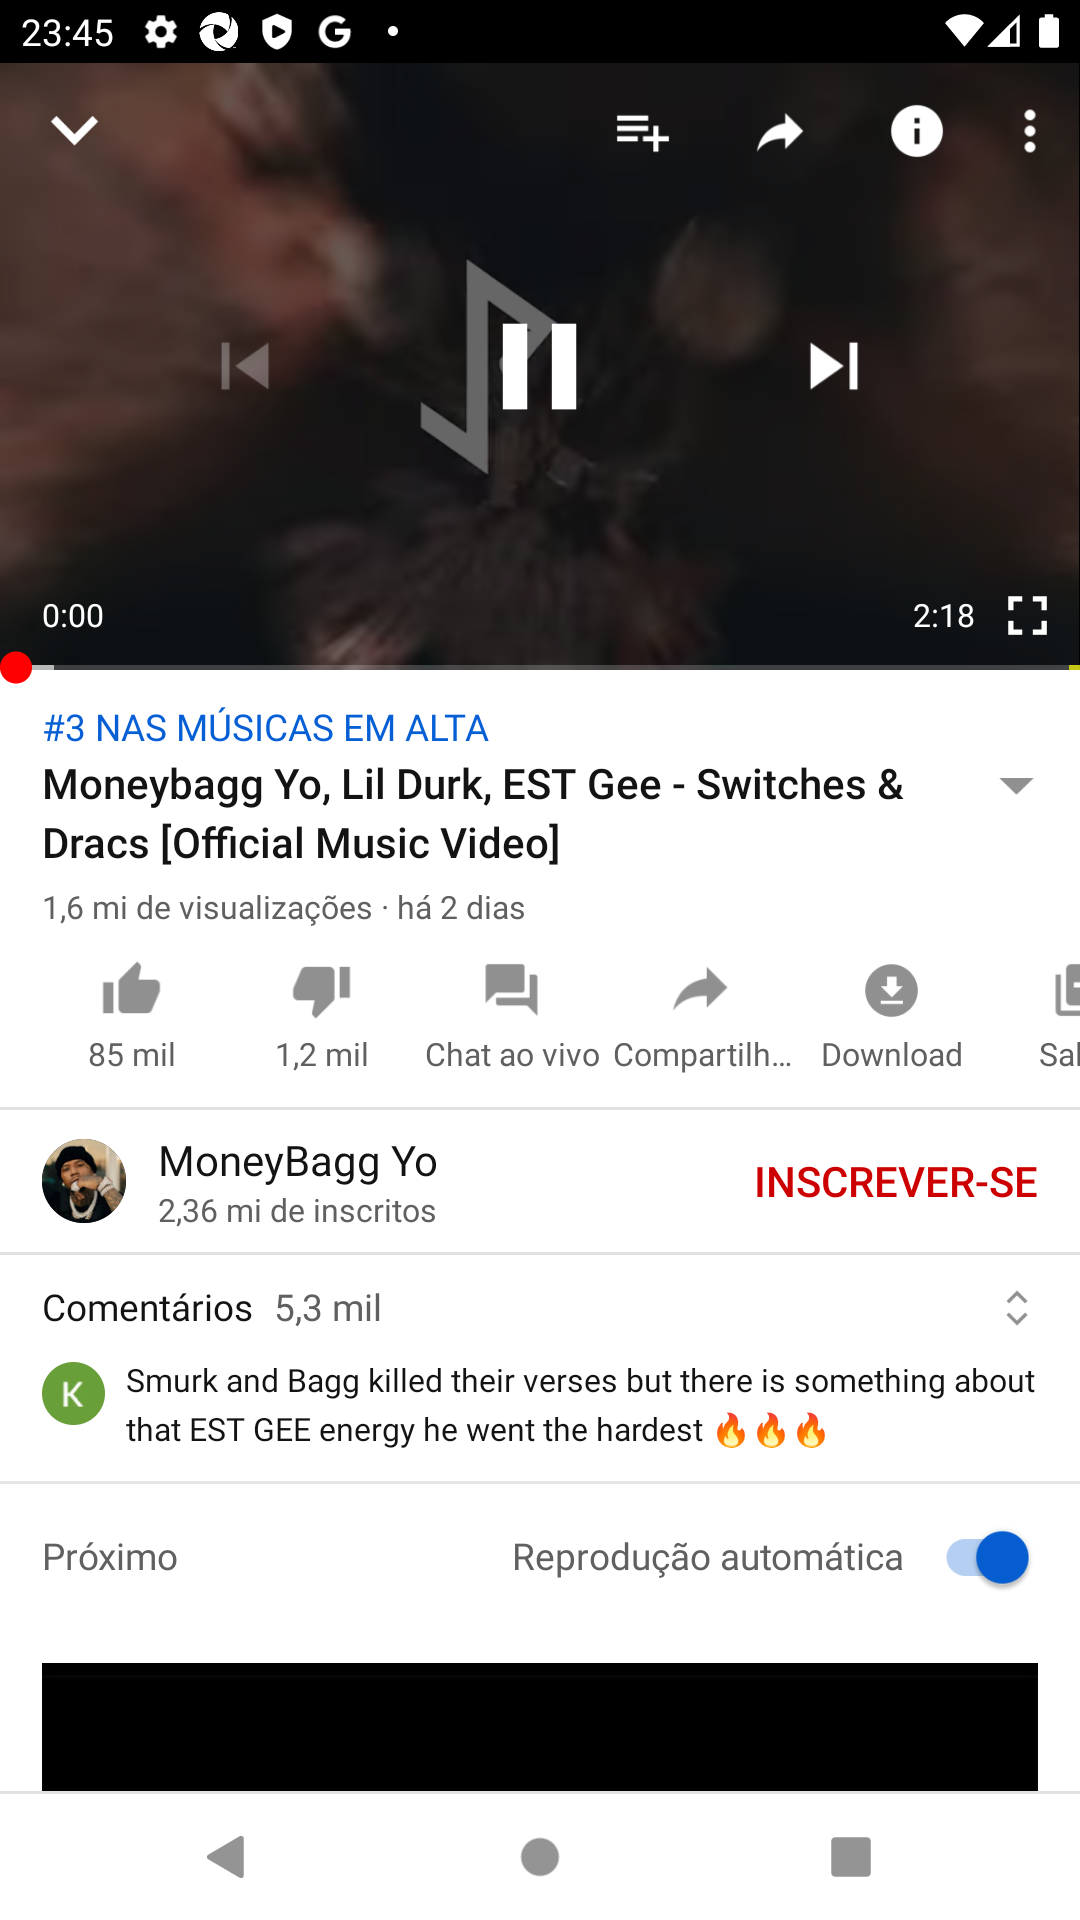 23:45
0:00
2:18
#3 NAS MÚSICAS EM ALTA
Moneybagg Yo, Lil Durk, EST Gee - Switches &
Dracs [Official Music Video]
1,6 mi de visualizações · há 2 dias
85 mil
1,2 mil
Chat ao vivo
Compartilh...
Download
Sal
MoneyBagg Yo
2,36 mi de inscritos
INSCREVER-SE
Comentários 5,3 mil
K
Smurk and Bagg killed their verses but there is something about
that EST GEE energy he went the hardest 🔥🔥🔥
Próximo
Reprodução automática